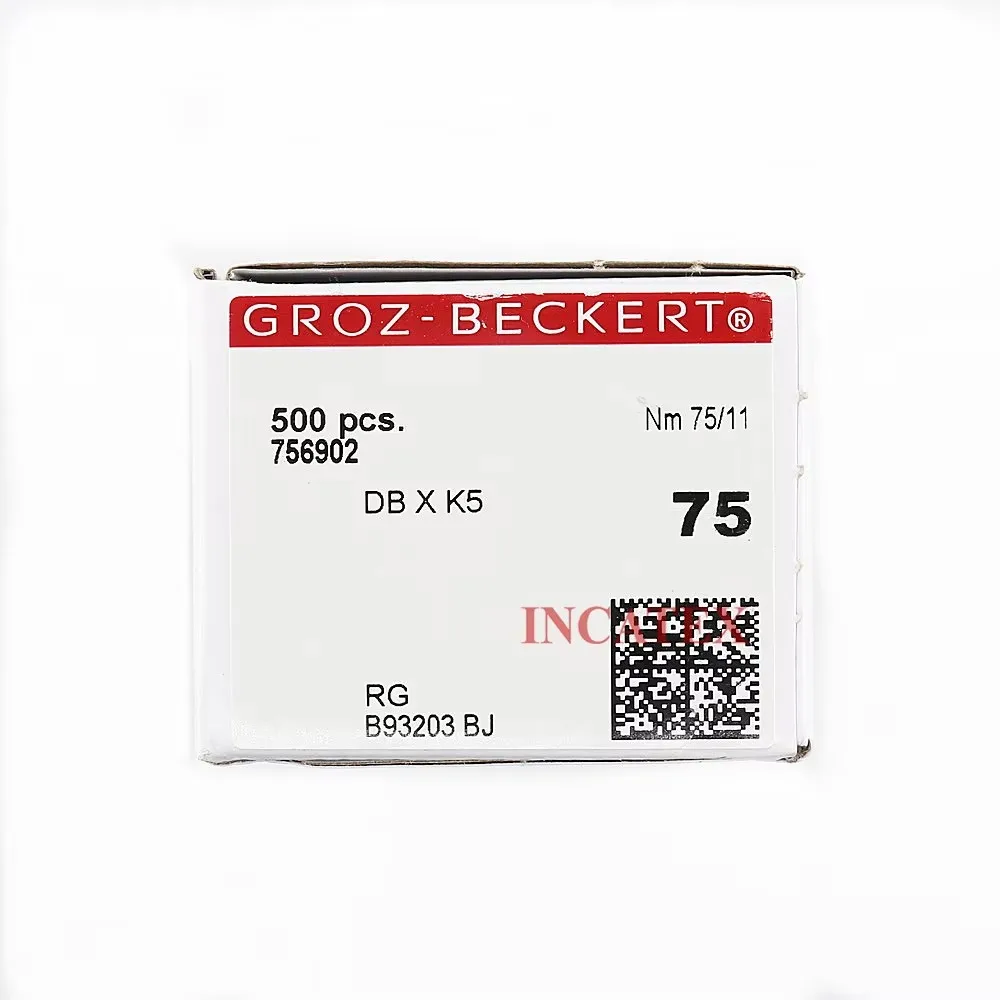 GROZ-BECKERT®
500 pcs.
Nm 75/11
756902
DB X K5
75
INCATEX
RG
B93203 BJ